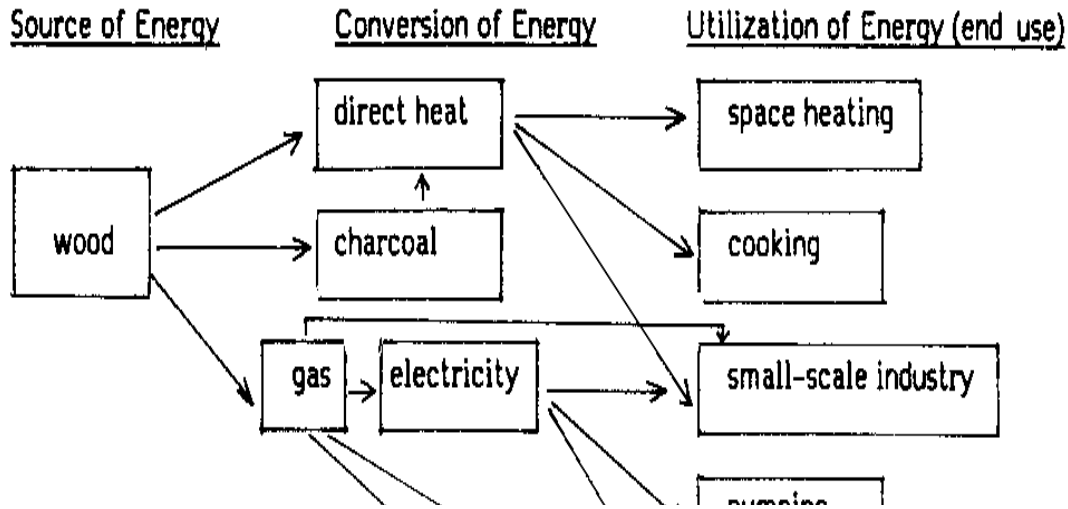 Source of Energy
Conversion of Energy
Utilization of Energy (end use)
direct heat
space heating
wood
charcoal
cooking
gas
electricity
small-scale industry